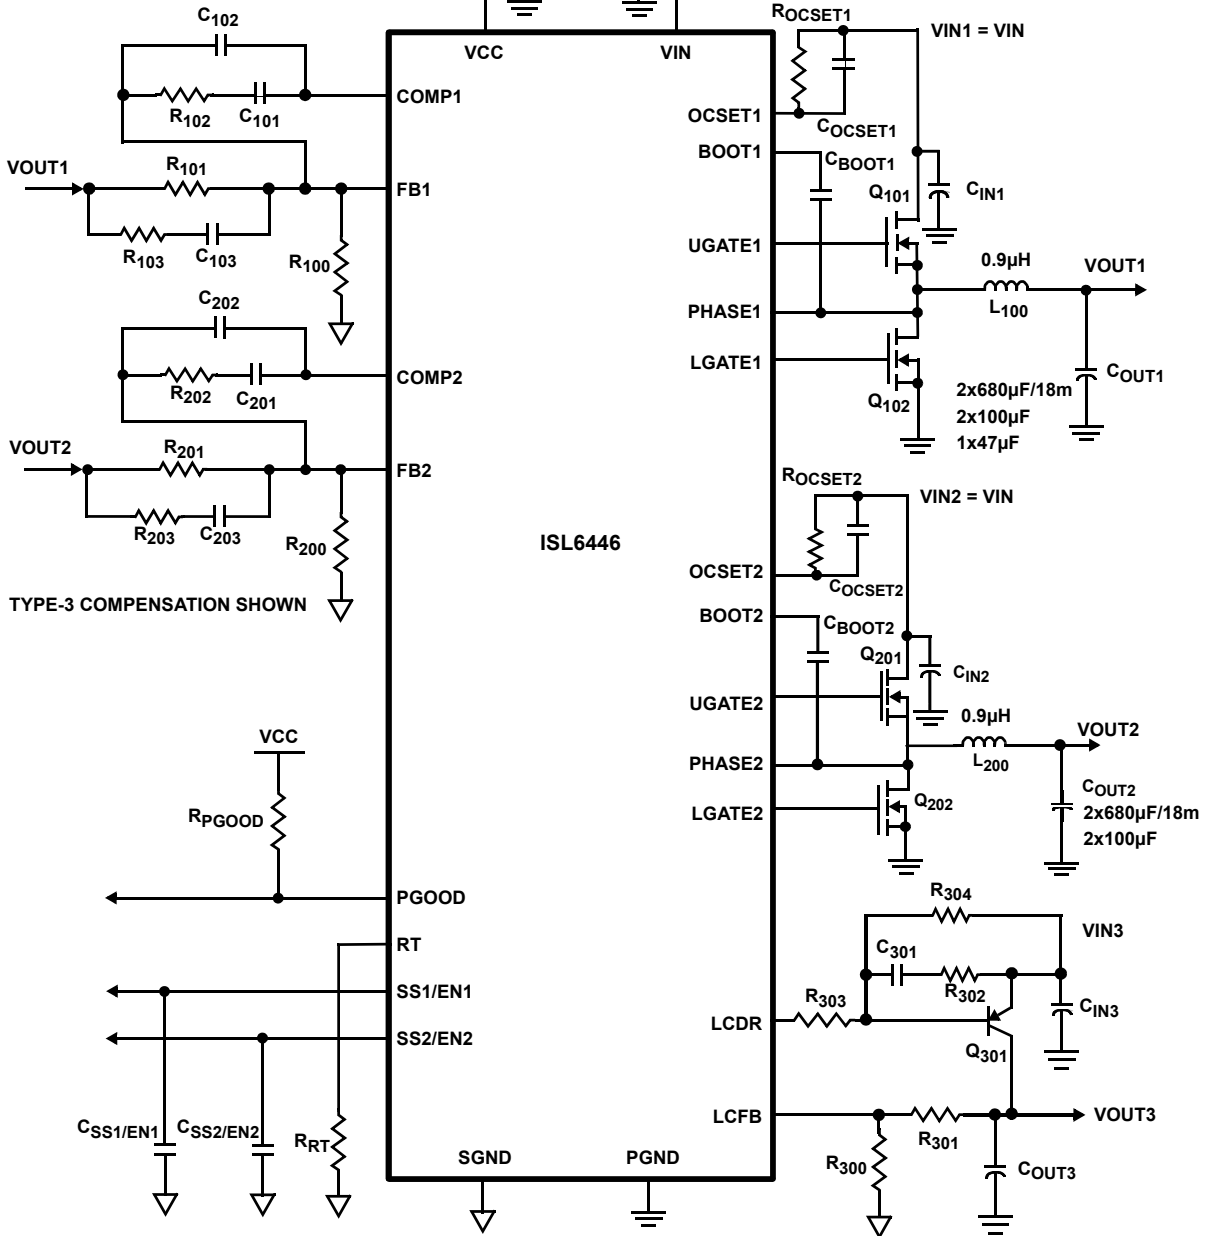 C102
R102
C101
VOUT1
R101
R103
C103
R100
C202
R202
C201
VOUT2
R201
R203
C203
R200
TYPE-3 COMPENSATION SHOWN
VCC
RPGOOD
CSS1/EN1
CSS2/EN2
RRT
VCC
VIN
COMP1
FB1
COMP2
FB2
ISL6446
PGOOD
RT
SS1/EN1
SS2/EN2
SGND
PGND
OCSET1
BOOT1
UGATE1
PHASE1
LGATE1
OCSET2
BOOT2
UGATE2
PHASE2
LGATE2
LCDR
LCFB
ROCSET1
VIN1 = VIN
COCSET1
CBOOT1
Q101
CIN1
0.9µH
VOUT1
L100
Q102
COUT1
2x680µF/18m
2x100µF
1x47µF
ROCSET2
VIN2 = VIN
COCSET2
CBOOT2
Q201
CIN2
0.9µH
VOUT2
L200
Q202
COUT2
2x680µF/18m
2x100µF
R304
VIN3
C301
R302
R303
CIN3
Q301
VOUT3
R301
R300
COUT3